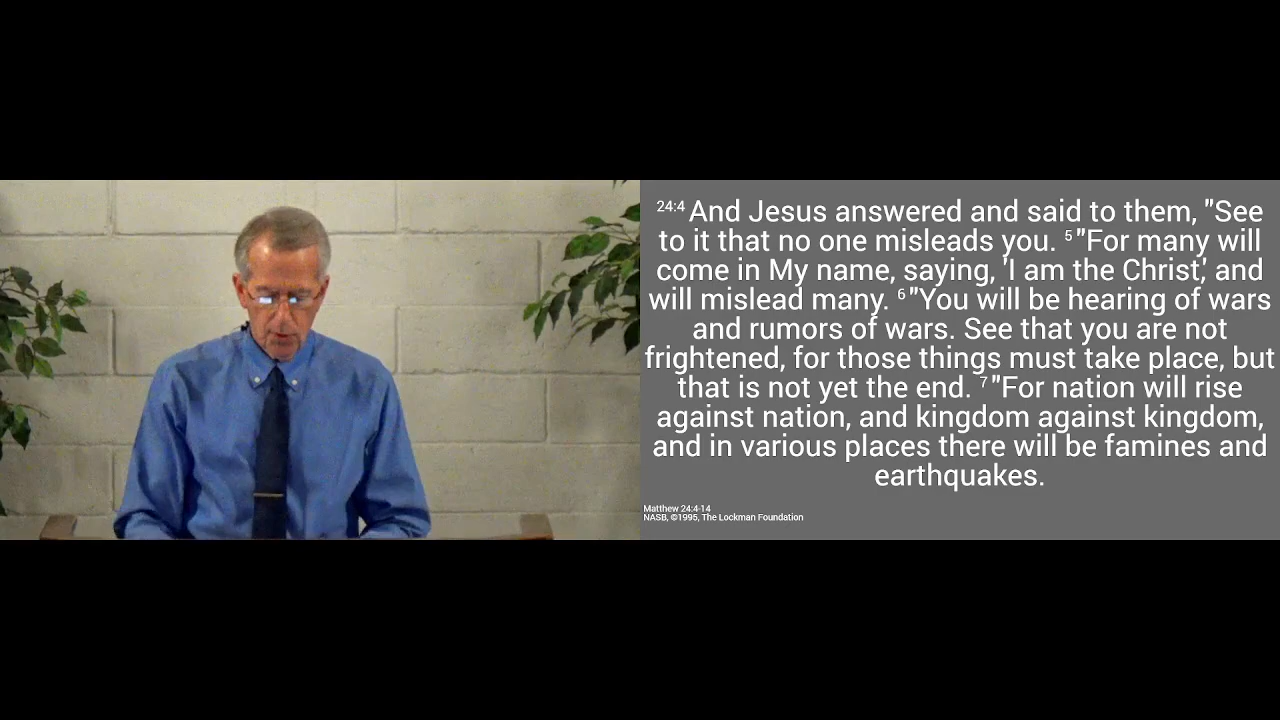 24:4 And Jesus answered and said to them, "See
to it that no one misleads you. 5 "For many will
come in My name, saying, 'I am the Christ,' and
will mislead many. 6 "You will be hearing of wars
and rumors of wars. See that you are not
frightened, for those things must take place, but
that is not yet the end. 7 "For nation will rise
against nation, and kingdom against kingdom,
and in various places there will be famines and
earthquakes.
Matthew 24:4-14
NASB, ©1995, The Lockman Foundation